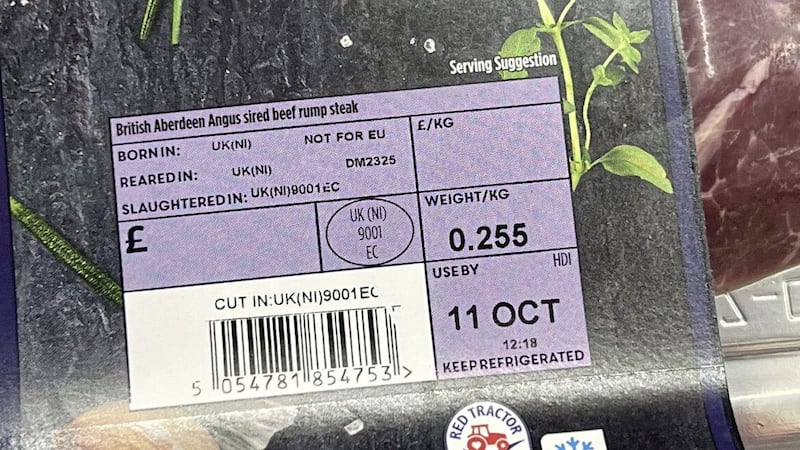 Serving Suggestion
British Aberdeen Angus sired beef rump steak
BORN IN: UK(NI) NOT FOR EU
REARED IN: UK(NI) DM2325
SLAUGHTERED IN: UK(NI)9001EC
£/KG
£
UK (NI)
9001
EC
WEIGHT/KG
0.255
CUT IN:UK(NI)9001EC
USE BY HDI
11 OCT
12:18
KEEP REFRIGERATED
5 054781 854753 >
RED TRACTOR